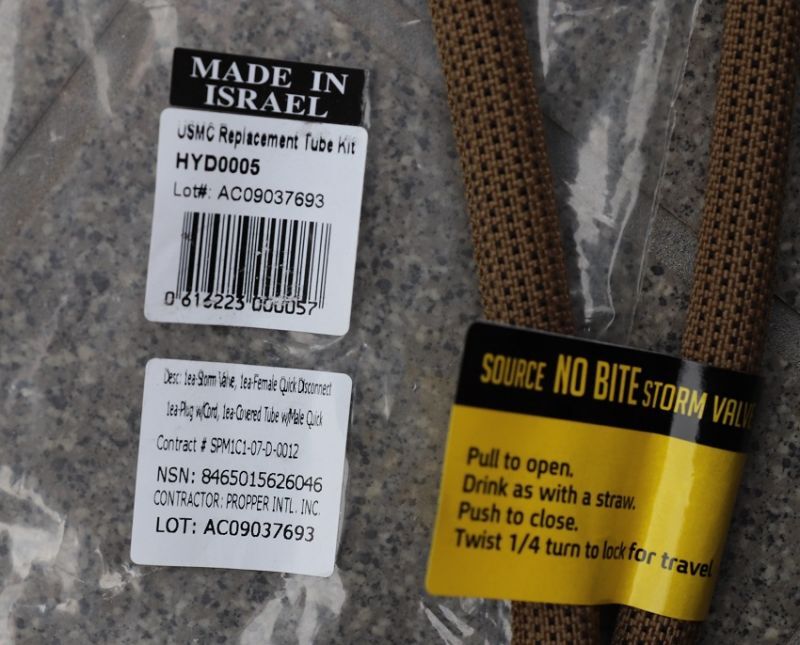 MADE IN
ISRAEL
USMC Replacement Tube Kit
HYD0005
Lot#: AC09037693
0 616223 000057
Desc: 1ea-Storm Valve, 1ea-Female Quick Disconnect
1ea-Plug w/Cord, 1ea-Covered Tube w/Male Quick
Contract # SPM1C1-07-D-0012
NSN: 8465015626046
CONTRACTOR: PROPPER INTL. INC.
LOT: AC09037693
SOURCE NO BITE STORM VALVE
Pull to open.
Drink as with a straw.
Push to close.
Twist 1/4 turn to lock for travel